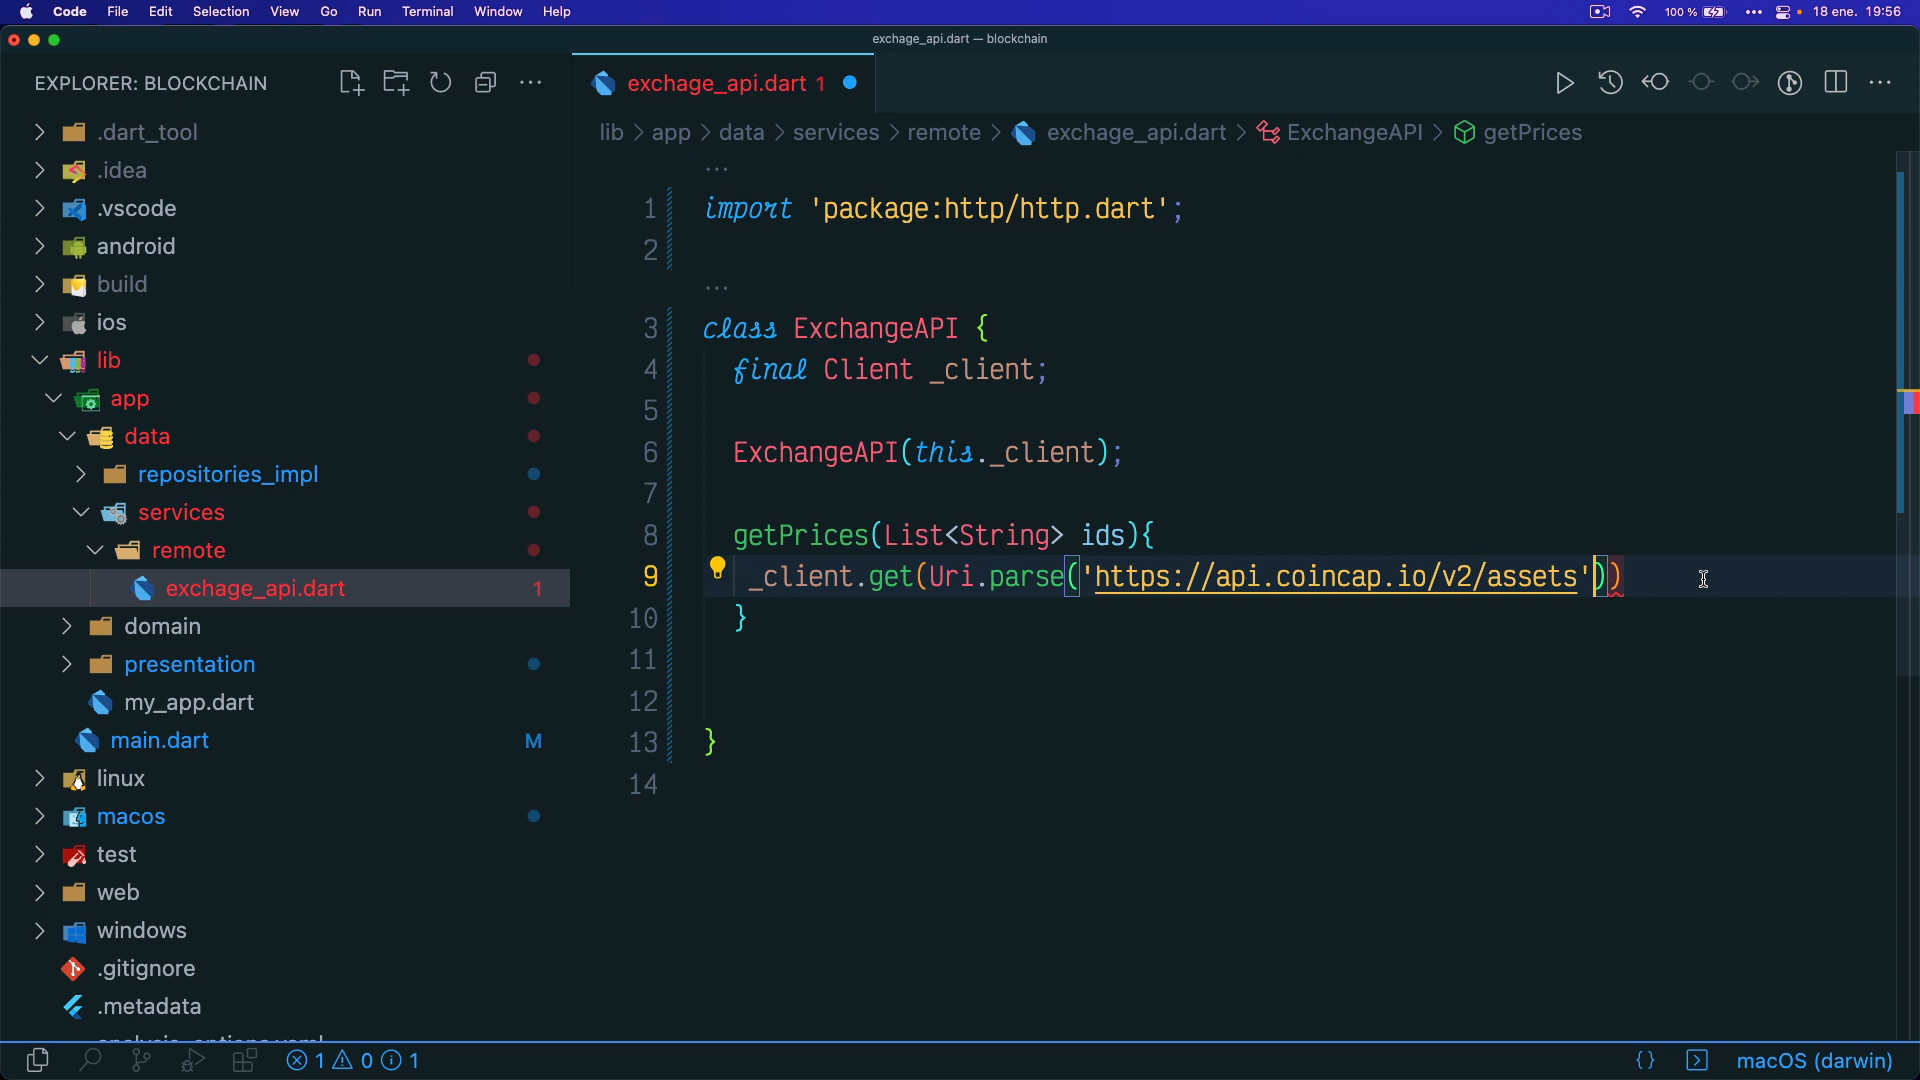 Code File Edit Selection View Go Run Terminal Window Help 100 % 18 ene. 19:56
exchage_api.dart — blockchain
EXPLORER: BLOCKCHAIN
exchage_api.dart 1
.dart_tool
.idea
.vscode
android
build
ios
lib
app
data
repositories_impl
services
remote
exchage_api.dart 1
domain
presentation
my_app.dart
main.dart M
linux
macos
test
web
windows
.gitignore
.metadata
lib > app > data > services > remote > exchage_api.dart > ExchangeAPI > getPrices
1 import 'package:http/http.dart';
2
3 class ExchangeAPI {
4 final Client _client;
5
6 ExchangeAPI(this._client);
7
8 getPrices(List<String> ids){
9 _client.get(Uri.parse('https://api.coincap.io/v2/assets'))
10 }
11
12
13 }
14
1 0 1 {} macOS (darwin)